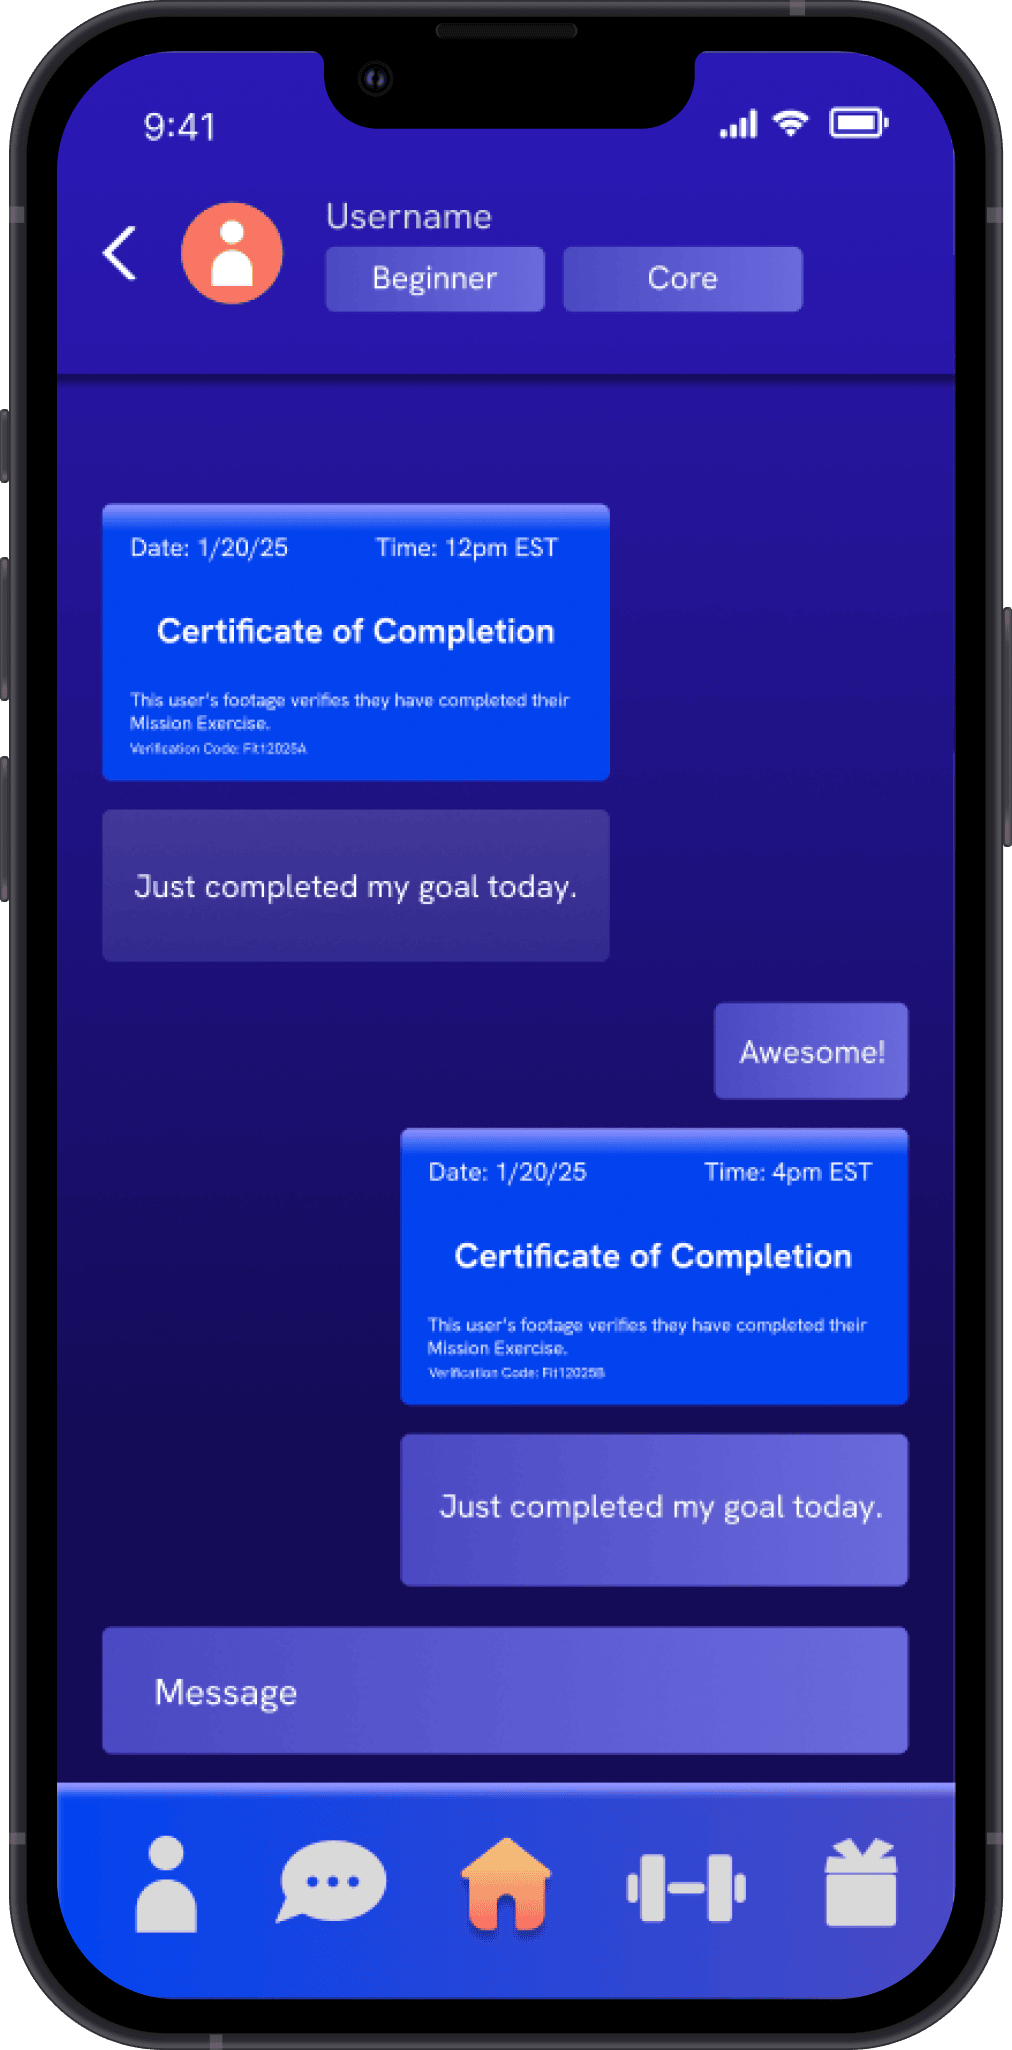 9:41
Username
Beginner Core
Date: 1/20/25 Time: 12pm EST
Certificate of Completion
This user's footage verifies they have completed their
Mission Exercise.
Verification Code: Fit12025A
Just completed my goal today.
Awesome!
Date: 1/20/25 Time: 4pm EST
Certificate of Completion
This user's footage verifies they have completed their
Mission Exercise.
Verification Code: Fit12025B
Just completed my goal today.
Message